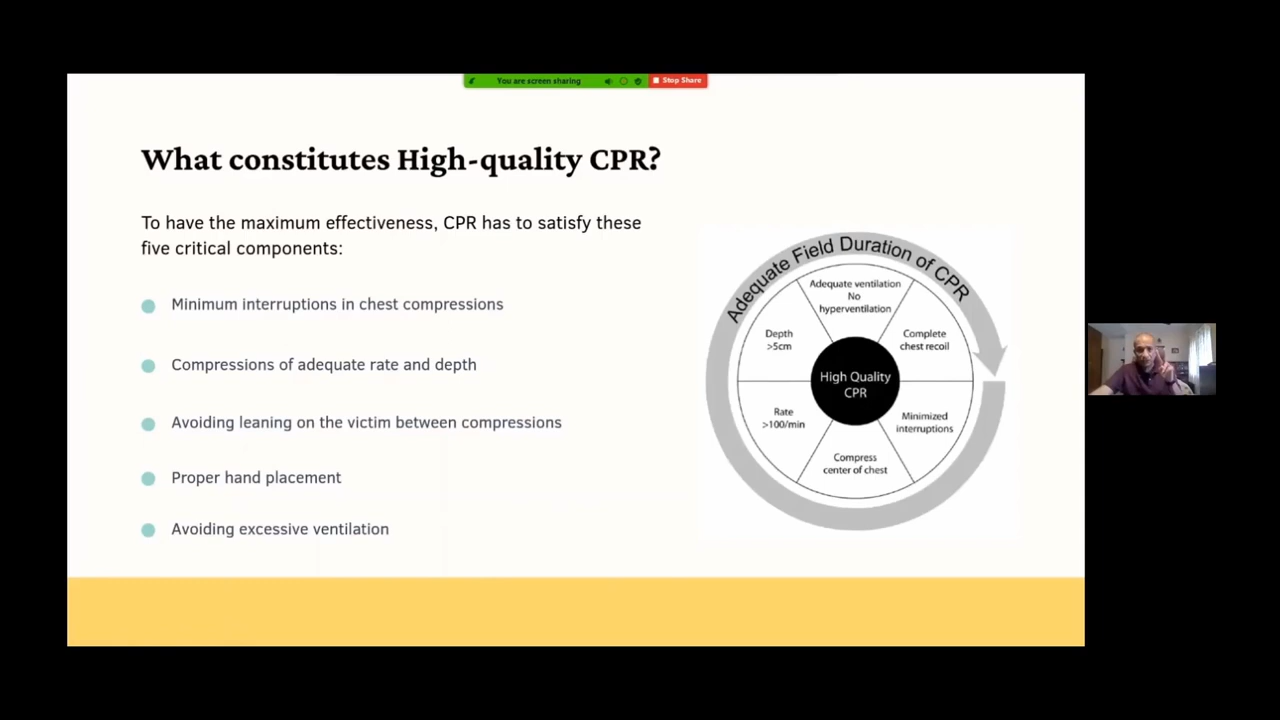 You are screen sharing
Stop Share
What constitutes High-quality CPR?
To have the maximum effectiveness, CPR has to satisfy these
five critical components:
Minimum interruptions in chest compressions
Compressions of adequate rate and depth
Avoiding leaning on the victim between compressions
Proper hand placement
Avoiding excessive ventilation
Adequate Field Duration of CPR
Adequate ventilation
No
hyperventilation
Depth
>5cm
Complete
chest recoil
High Quality
CPR
Rate
>100/min
Minimized
interruptions
Compress
center of chest